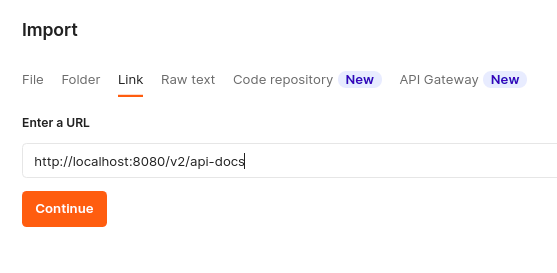 Import
File Folder Link Raw text Code repository New API Gateway New
Enter a URL
http://localhost:8080/v2/api-docs
Continue